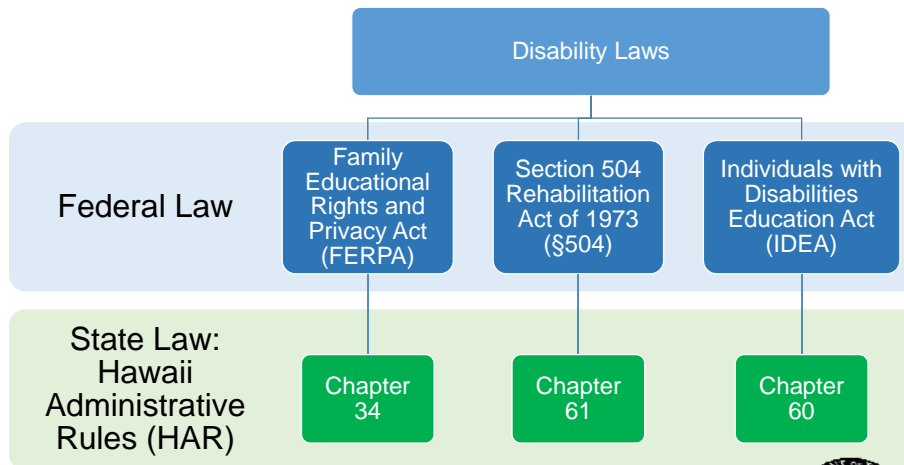 Disability Laws
Federal Law
Family
Educational
Rights and
Privacy Act
(FERPA)
Section 504
Rehabilitation
Act of 1973
(§504)
Individuals with
Disabilities
Education Act
(IDEA)
State Law:
Hawaii
Administrative
Rules (HAR)
Chapter
34
Chapter
61
Chapter
60